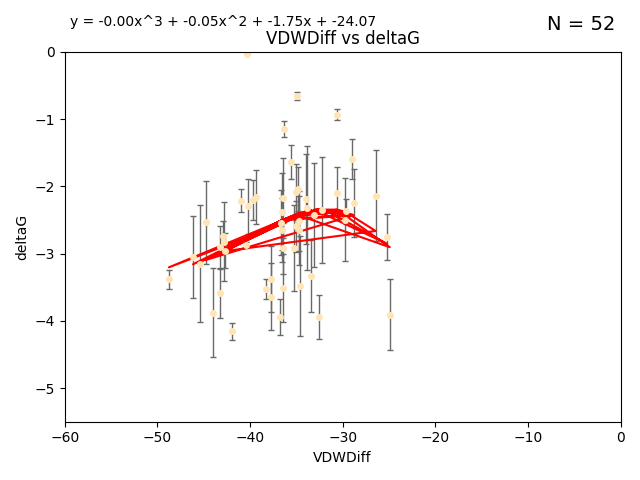 y = -0.00x^3 + -0.05x^2 + -1.75x + -24.07
N = 52
VDWDiff vs deltaG
0
−1
−2
−3
−4
−5
deltaG
−60 −50 −40 −30 −20 −10 0
VDWDiff